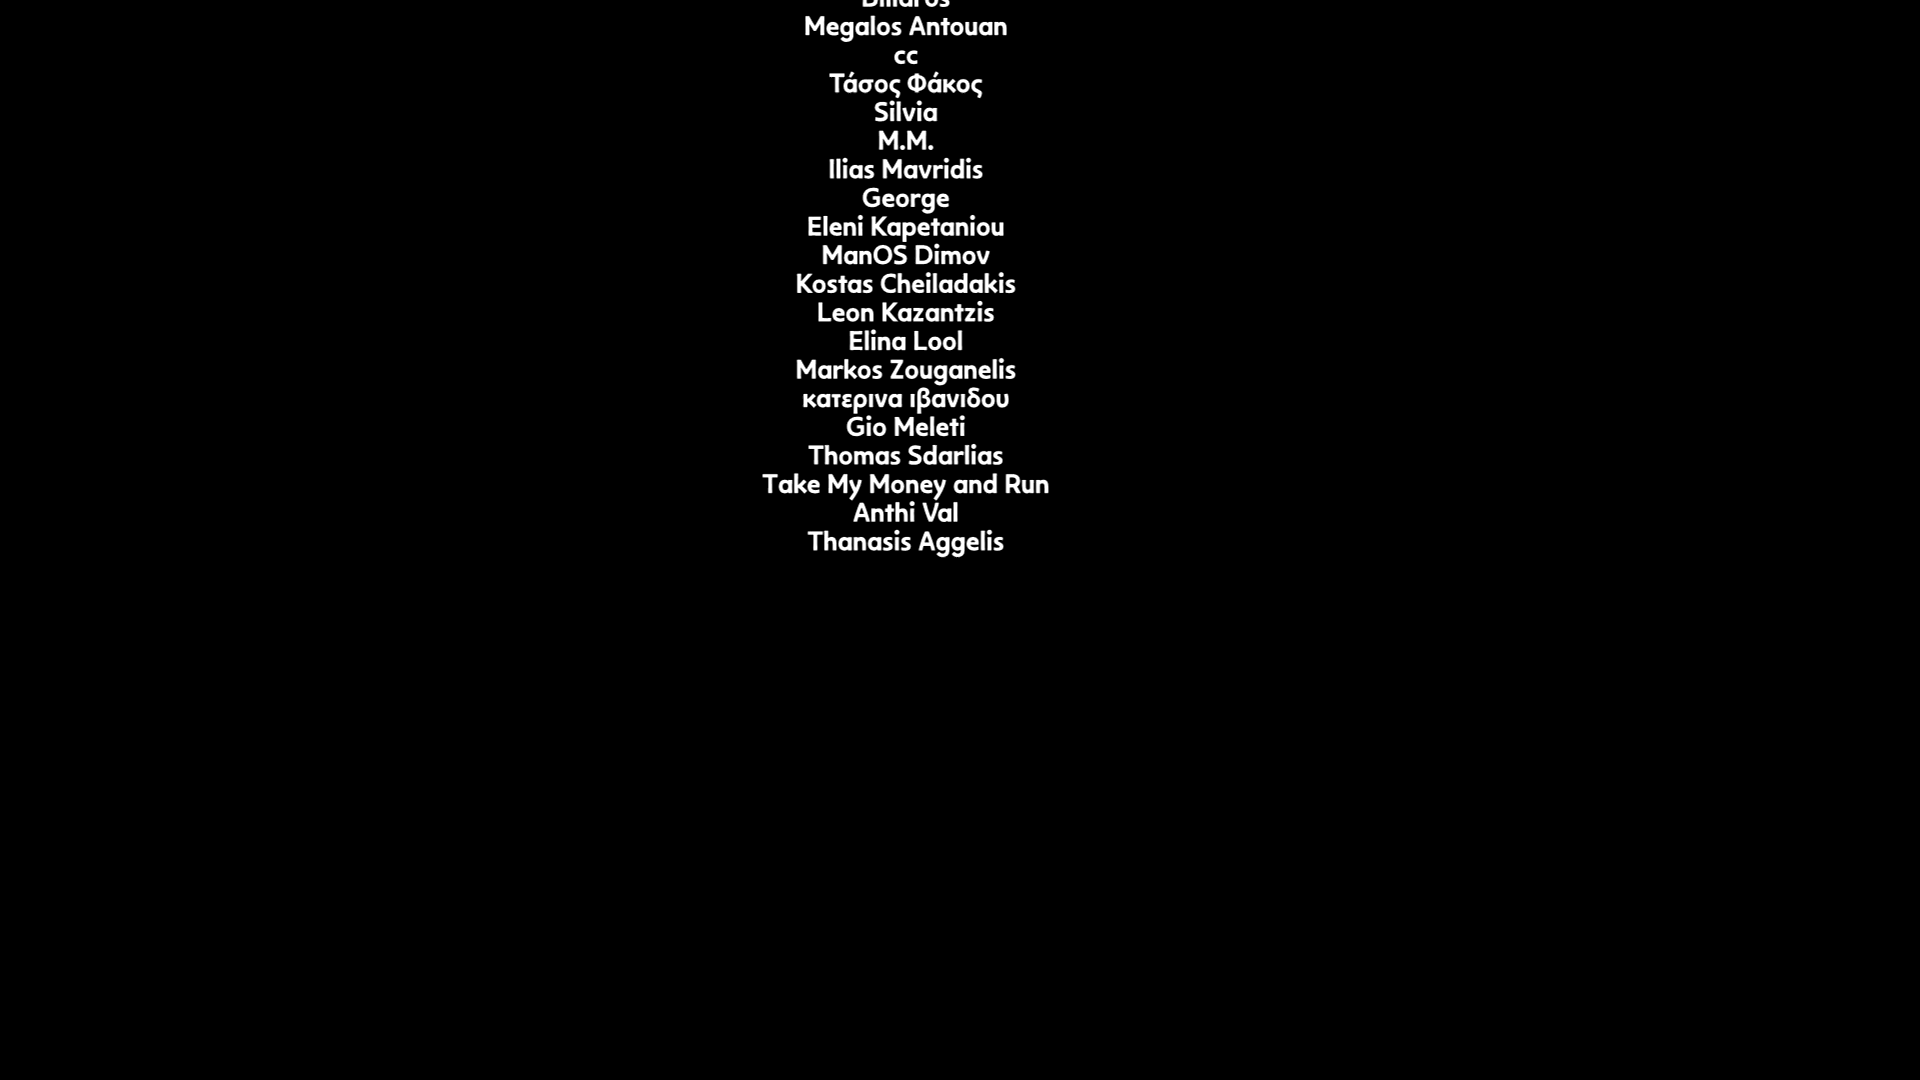 Megalos Antouan
cc
Τάσος Φάκος
Silvia
M.M.
Ilias Mavridis
George
Eleni Kapetaniou
ManOS Dimov
Kostas Cheiladakis
Leon Kazantzis
Elina Lool
Markos Zouganelis
κατερινα ιβανιδου
Gio Meleti
Thomas Sdarlias
Take My Money and Run
Anthi Val
Thanasis Aggelis